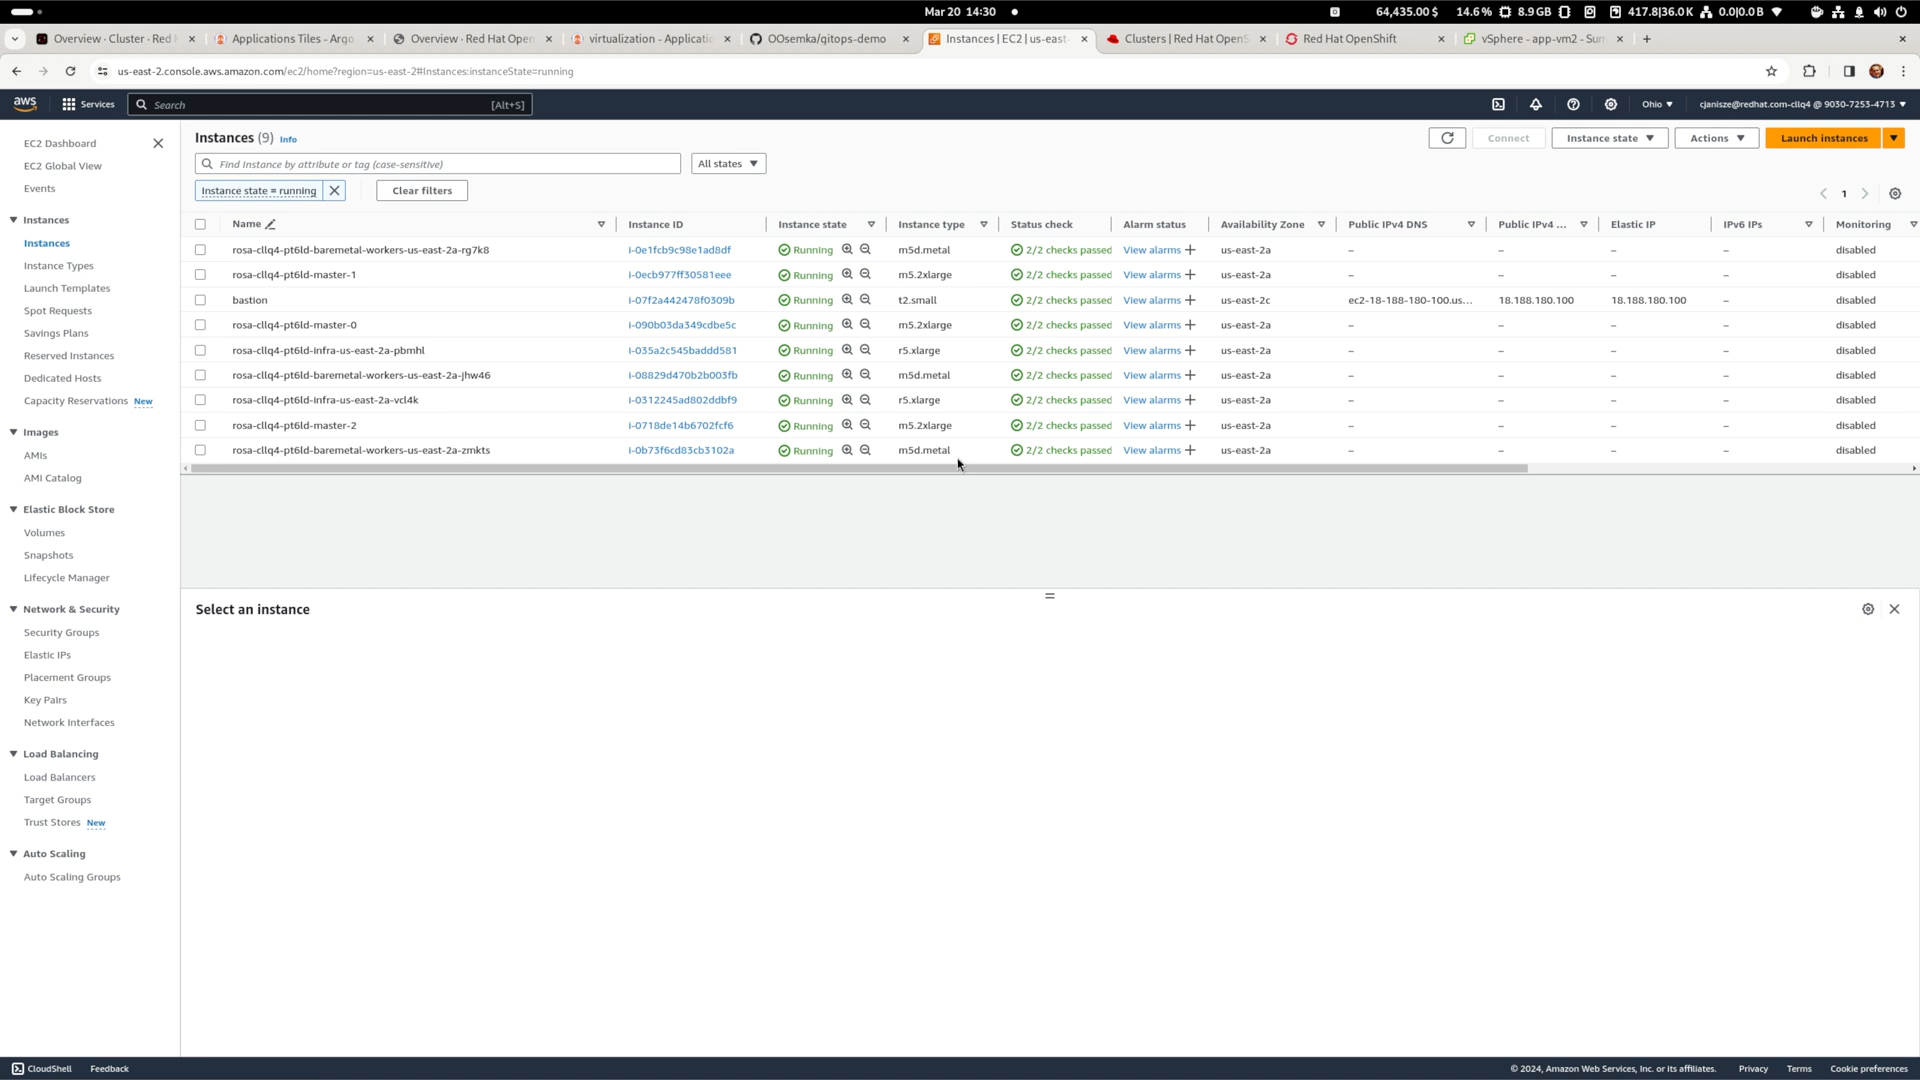 Mar 20 14:30
64,435.00 $ 14.6% 8.9GB 417.8|36.0K 0.0|0.0B
Overview · Cluster · Red Applications Tiles - Argo Overview · Red Hat Open virtualization - Applicatio OOsemka/gitops-demo Instances | EC2 | us-east- Clusters | Red Hat OpenS Red Hat OpenShift vSphere - app-vm2 - Sum
us-east-2.console.aws.amazon.com/ec2/home?region=us-east-2#Instances:instanceState=running
aws Services Search [Alt+S] Ohio cjanisze@redhat.com-cllq4 @ 9030-7253-4713
EC2 Dashboard
EC2 Global View
Events
Instances
Instances
Instance Types
Launch Templates
Spot Requests
Savings Plans
Reserved Instances
Dedicated Hosts
Capacity Reservations New
Images
AMIs
AMI Catalog
Elastic Block Store
Volumes
Snapshots
Lifecycle Manager
Network & Security
Security Groups
Elastic IPs
Placement Groups
Key Pairs
Network Interfaces
Load Balancing
Load Balancers
Target Groups
Trust Stores New
Auto Scaling
Auto Scaling Groups
Instances (9) Info Connect Instance state Actions Launch instances
Find Instance by attribute or tag (case-sensitive) All states
Instance state = running Clear filters 1
Name Instance ID Instance state Instance type Status check Alarm status Availability Zone Public IPv4 DNS Public IPv4 ... Elastic IP IPv6 IPs Monitoring
rosa-cllq4-pt6ld-baremetal-workers-us-east-2a-rg7k8 i-0e1fcb9c98e1ad8df Running m5d.metal 2/2 checks passed View alarms + us-east-2a – – – – disabled
rosa-cllq4-pt6ld-master-1 i-0ecb977ff30581eee Running m5.2xlarge 2/2 checks passed View alarms + us-east-2a – – – – disabled
bastion i-07f2a442478f0309b Running t2.small 2/2 checks passed View alarms + us-east-2c ec2-18-188-180-100.us... 18.188.180.100 18.188.180.100 – disabled
rosa-cllq4-pt6ld-master-0 i-090b03da349cdbe5c Running m5.2xlarge 2/2 checks passed View alarms + us-east-2a – – – – disabled
rosa-cllq4-pt6ld-infra-us-east-2a-pbmhl i-035a2c545baddd581 Running r5.xlarge 2/2 checks passed View alarms + us-east-2a – – – – disabled
rosa-cllq4-pt6ld-baremetal-workers-us-east-2a-jhw46 i-08829d470b2b003fb Running m5d.metal 2/2 checks passed View alarms + us-east-2a – – – – disabled
rosa-cllq4-pt6ld-infra-us-east-2a-vcl4k i-0312245ad802ddbf9 Running r5.xlarge 2/2 checks passed View alarms + us-east-2a – – – – disabled
rosa-cllq4-pt6ld-master-2 i-0718de14b6702fcf6 Running m5.2xlarge 2/2 checks passed View alarms + us-east-2a – – – – disabled
rosa-cllq4-pt6ld-baremetal-workers-us-east-2a-zmkts i-0b73f6cd83cb3102a Running m5d.metal 2/2 checks passed View alarms + us-east-2a – – – – disabled
Select an instance
CloudShell Feedback © 2024, Amazon Web Services, Inc. or its affiliates. Privacy Terms Cookie preferences